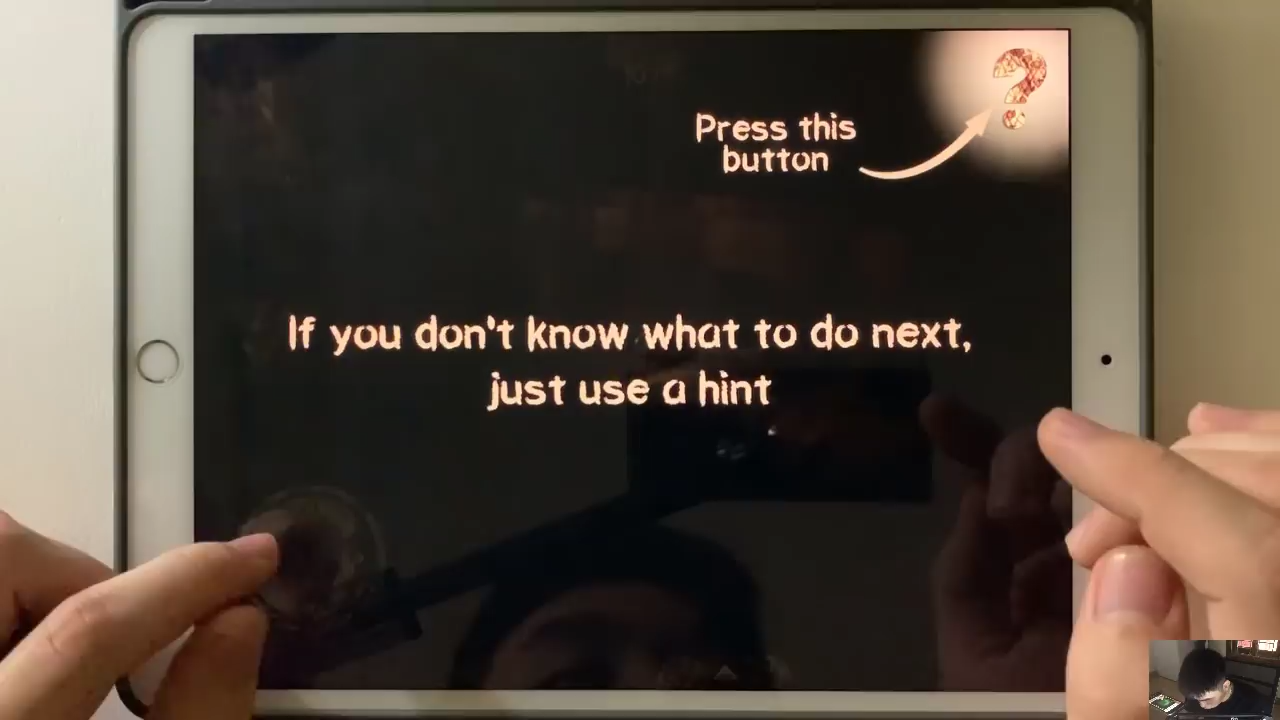 ?
Press this
button
If you don't know what to do next,
just use a hint